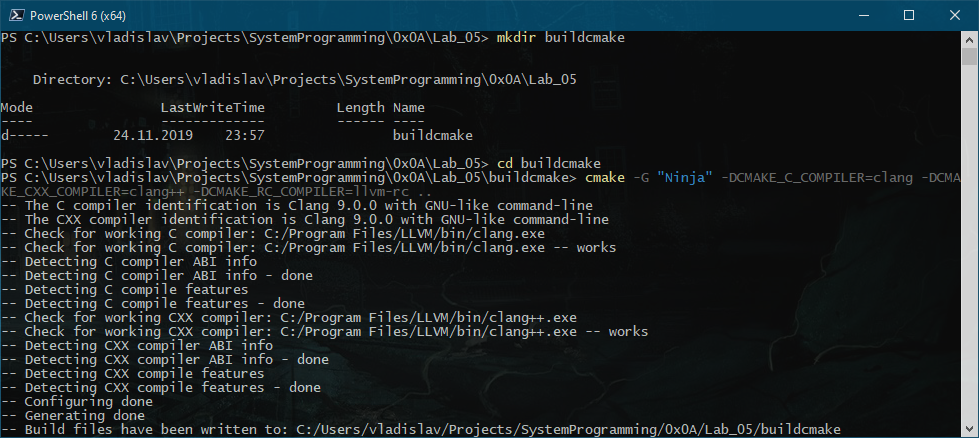 PowerShell 6 (x64)
PS C:\Users\vladislav\Projects\SystemProgramming\0x0A\Lab_05> mkdir buildcmake
    Directory: C:\Users\vladislav\Projects\SystemProgramming\0x0A\Lab_05
Mode                LastWriteTime         Length Name
----                -------------         ------ ----
d-----       24.11.2019    23:57                buildcmake
PS C:\Users\vladislav\Projects\SystemProgramming\0x0A\Lab_05> cd buildcmake
PS C:\Users\vladislav\Projects\SystemProgramming\0x0A\Lab_05\buildcmake> cmake -G "Ninja" -DCMAKE_C_COMPILER=clang -DCMA
KE_CXX_COMPILER=clang++ -DCMAKE_RC_COMPILER=llvm-rc ..
-- The C compiler identification is Clang 9.0.0 with GNU-like command-line
-- The CXX compiler identification is Clang 9.0.0 with GNU-like command-line
-- Check for working C compiler: C:/Program Files/LLVM/bin/clang.exe
-- Check for working C compiler: C:/Program Files/LLVM/bin/clang.exe -- works
-- Detecting C compiler ABI info
-- Detecting C compiler ABI info - done
-- Detecting C compile features
-- Detecting C compile features - done
-- Check for working CXX compiler: C:/Program Files/LLVM/bin/clang++.exe
-- Check for working CXX compiler: C:/Program Files/LLVM/bin/clang++.exe -- works
-- Detecting CXX compiler ABI info
-- Detecting CXX compiler ABI info - done
-- Detecting CXX compile features
-- Detecting CXX compile features - done
-- Configuring done
-- Generating done
-- Build files have been written to: C:/Users/vladislav/Projects/SystemProgramming/0x0A/Lab_05/buildcmake